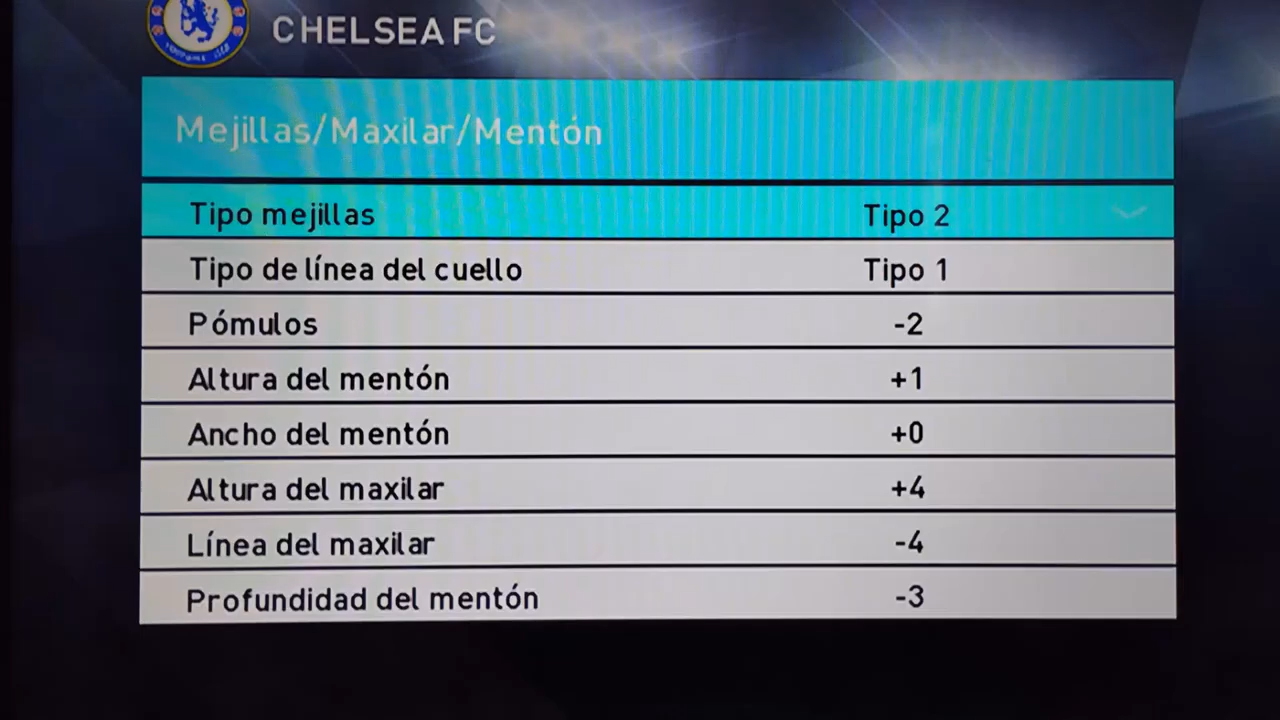 CHELSEA FC
Mejillas/Maxilar/Mentón
Tipo mejillas Tipo 2
Tipo de línea del cuello Tipo 1
Pómulos -2
Altura del mentón +1
Ancho del mentón +0
Altura del maxilar +4
Línea del maxilar -4
Profundidad del mentón -3